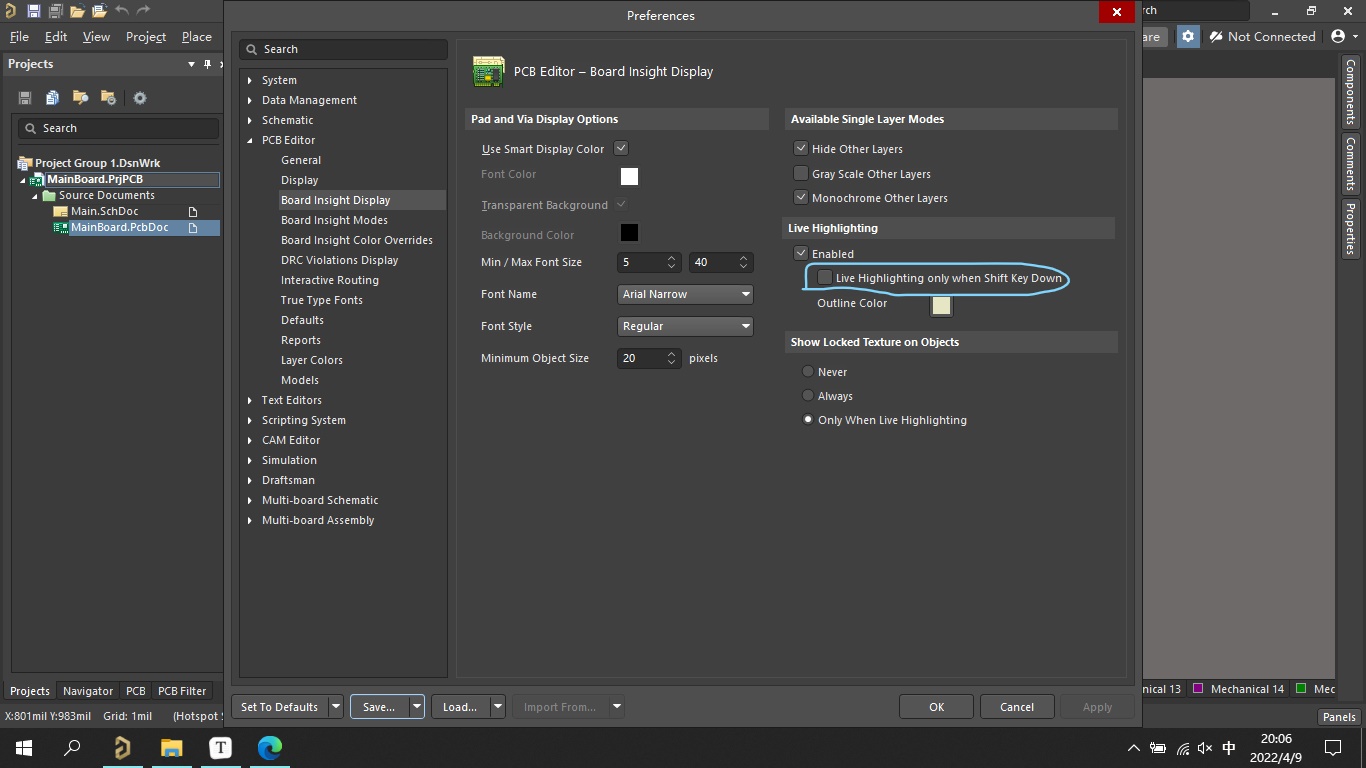 Preferences
rch
File Edit View Project Place
are
Not Connected
Projects
Search
Project Group 1.DsnWrk
MainBoard.PrjPCB
Source Documents
Main.SchDoc
MainBoard.PcbDoc
Projects Navigator PCB PCB Filter
X:801mil Y:983mil Grid: 1mil (Hotspot S
Search
System
Data Management
Schematic
PCB Editor
General
Display
Board Insight Display
Board Insight Modes
Board Insight Color Overrides
DRC Violations Display
Interactive Routing
True Type Fonts
Defaults
Reports
Layer Colors
Models
Text Editors
Scripting System
CAM Editor
Simulation
Draftsman
Multi-board Schematic
Multi-board Assembly
PCB Editor – Board Insight Display
Pad and Via Display Options
Use Smart Display Color
Font Color
Transparent Background
Background Color
Min / Max Font Size 5 40
Font Name Arial Narrow
Font Style Regular
Minimum Object Size 20 pixels
Available Single Layer Modes
Hide Other Layers
Gray Scale Other Layers
Monochrome Other Layers
Live Highlighting
Enabled
Live Highlighting only when Shift Key Down
Outline Color
Show Locked Texture on Objects
Never
Always
Only When Live Highlighting
Set To Defaults Save... Load... Import From... OK Cancel Apply
Components
Comments
Properties
nical 13 Mechanical 14 Mec
Panels
T
中
20:06
2022/4/9